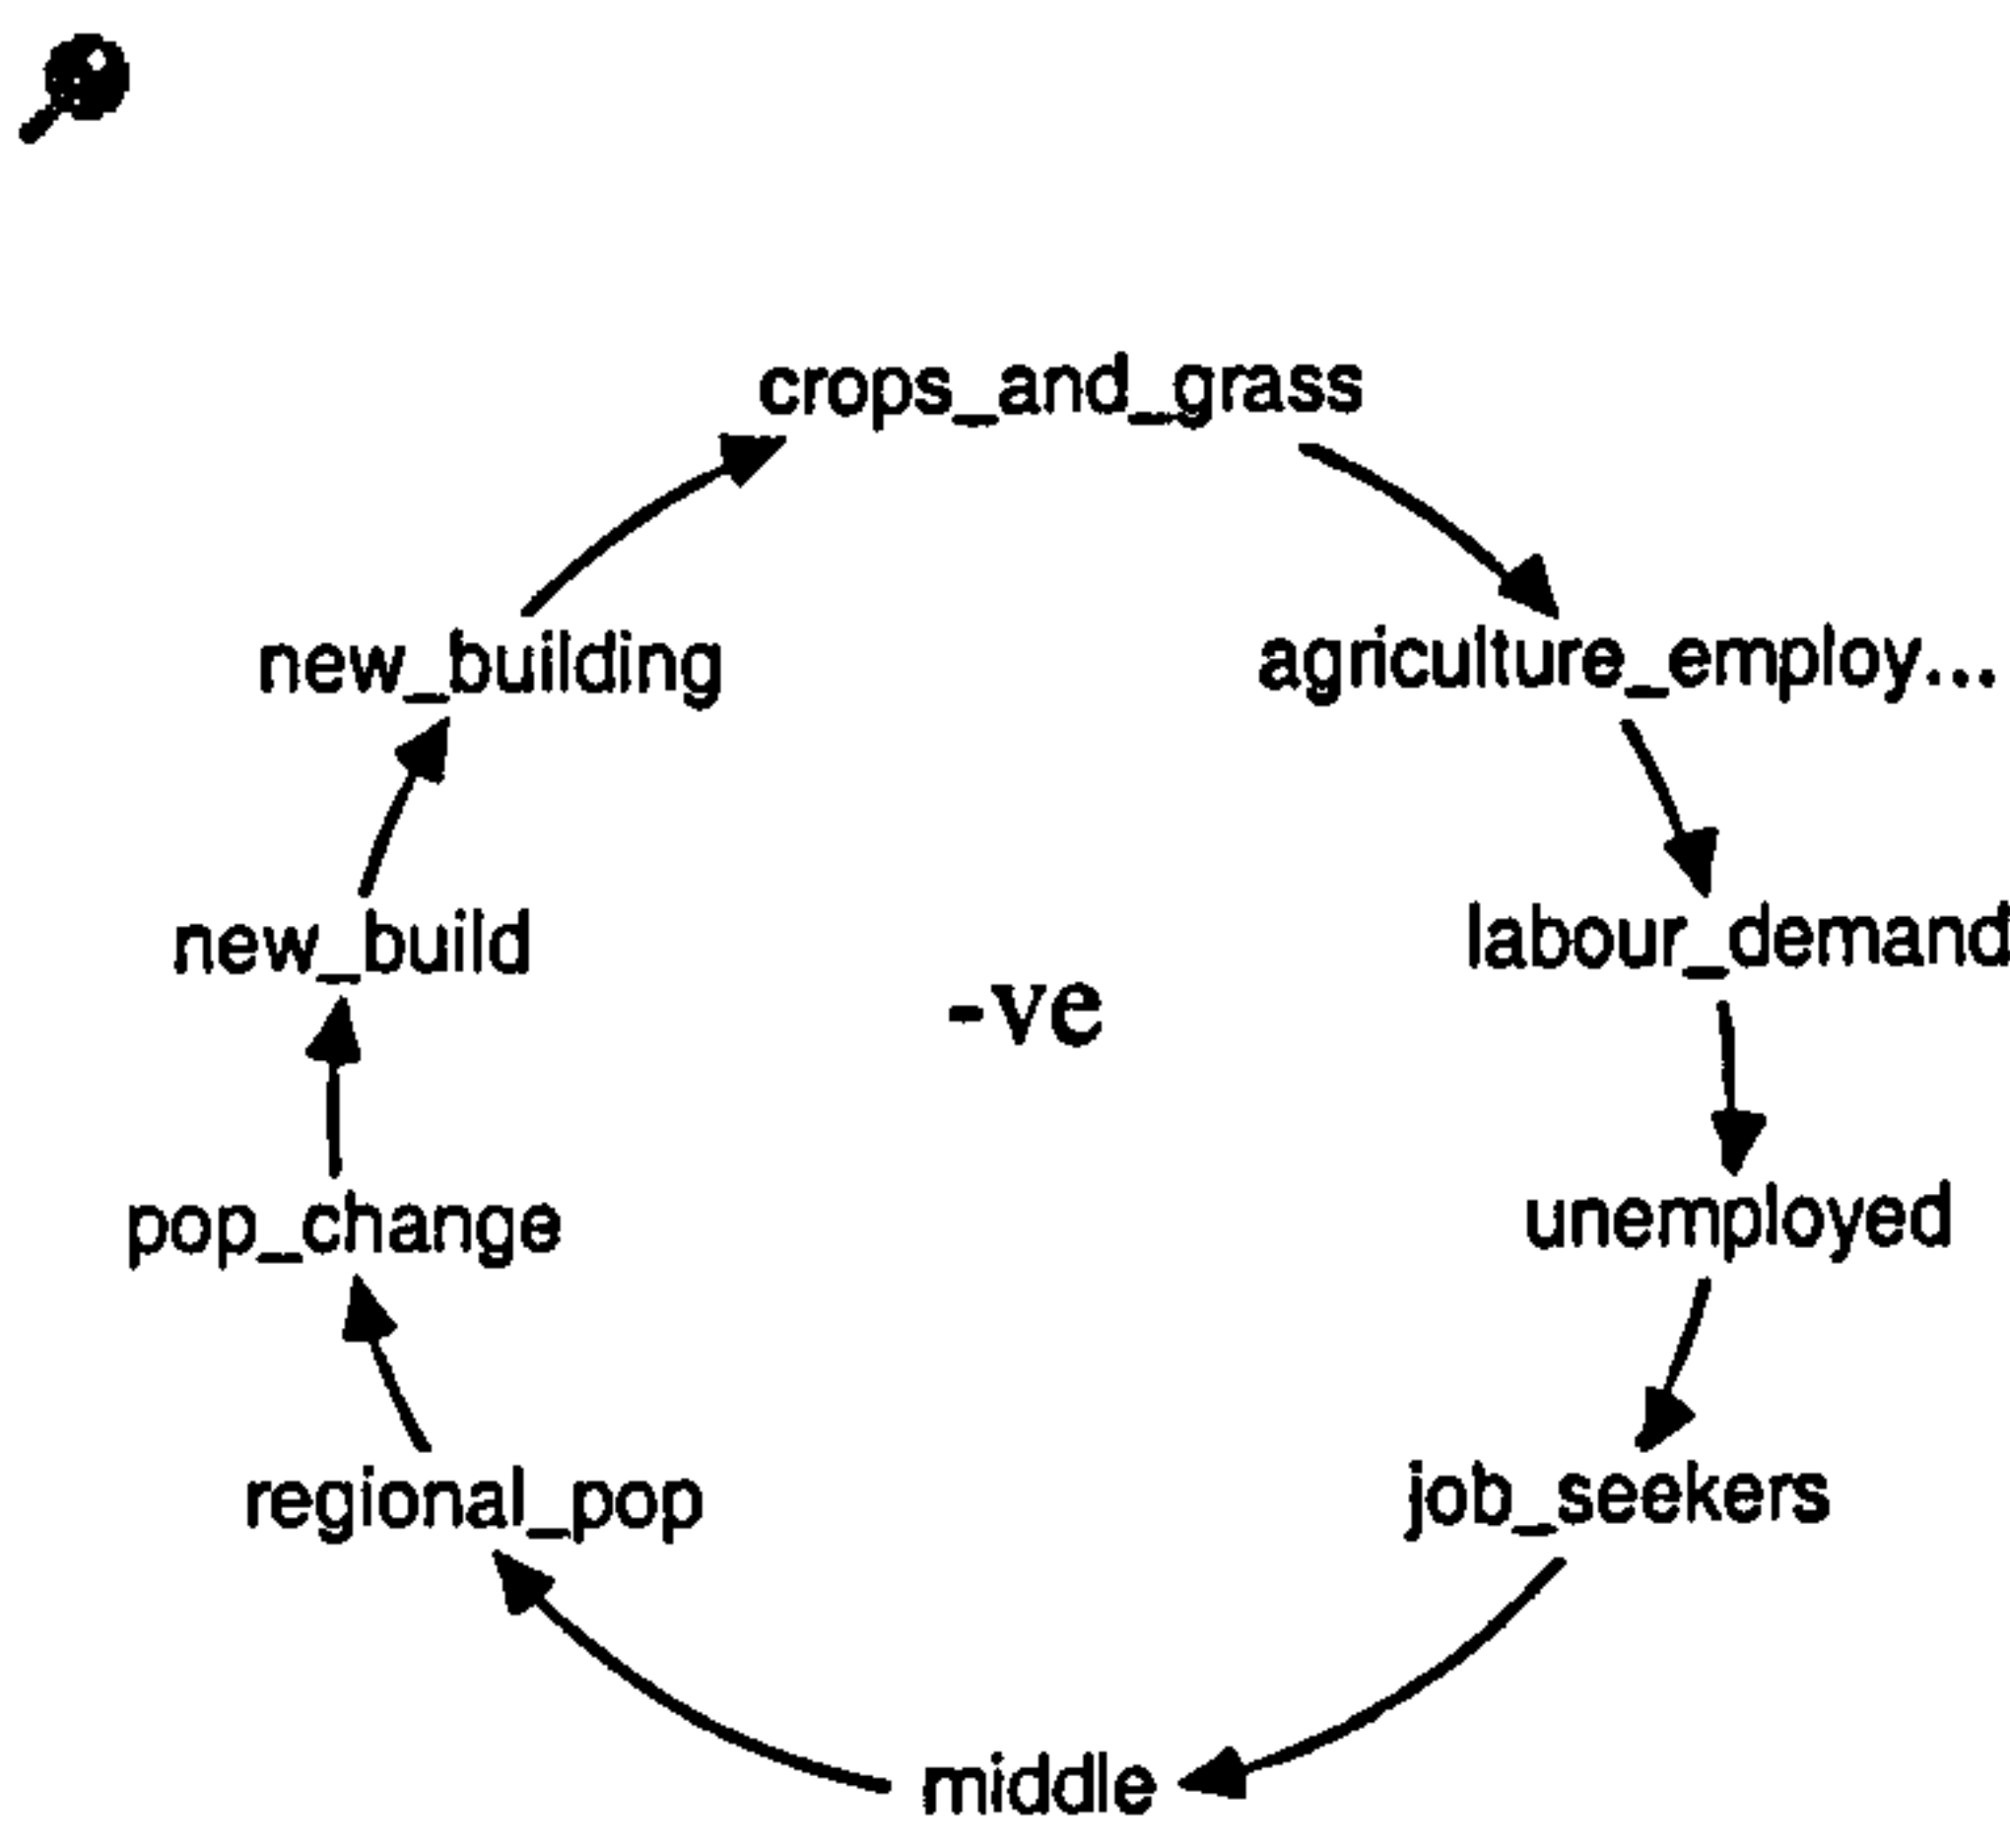 crops_and_grass
new_building
agriculture_employ...
new_build
labour_demand
-ve
pop_change
unemployed
regional_pop
job_seekers
middle